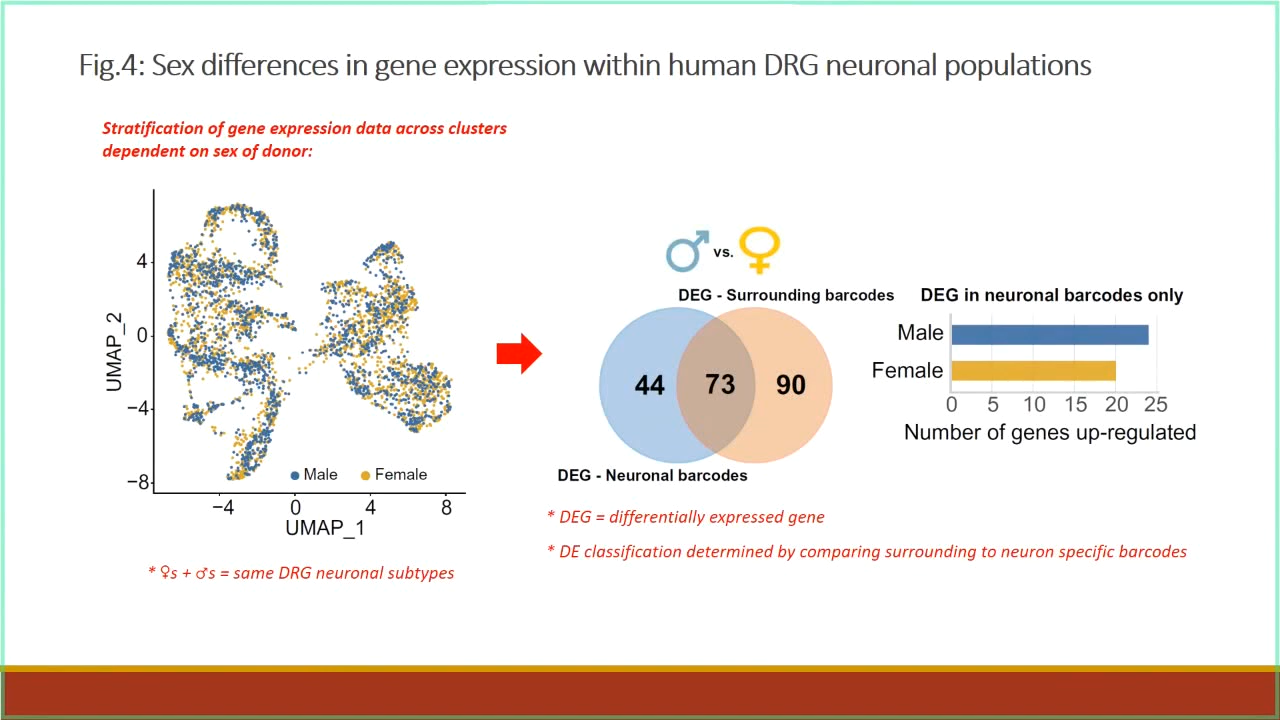 Fig.4: Sex differences in gene expression within human DRG neuronal populations
Stratification of gene expression data across clusters
dependent on sex of donor:
UMAP_2
4
0
−4
−8
Male
Female
−4
0
4
8
UMAP_1
* ♀s + ♂s = same DRG neuronal subtypes
♂ vs. ♀
DEG - Surrounding barcodes
44
73
90
DEG - Neuronal barcodes
DEG in neuronal barcodes only
Male
Female
0 5 10 15 20 25
Number of genes up-regulated
* DEG = differentially expressed gene
* DE classification determined by comparing surrounding to neuron specific barcodes